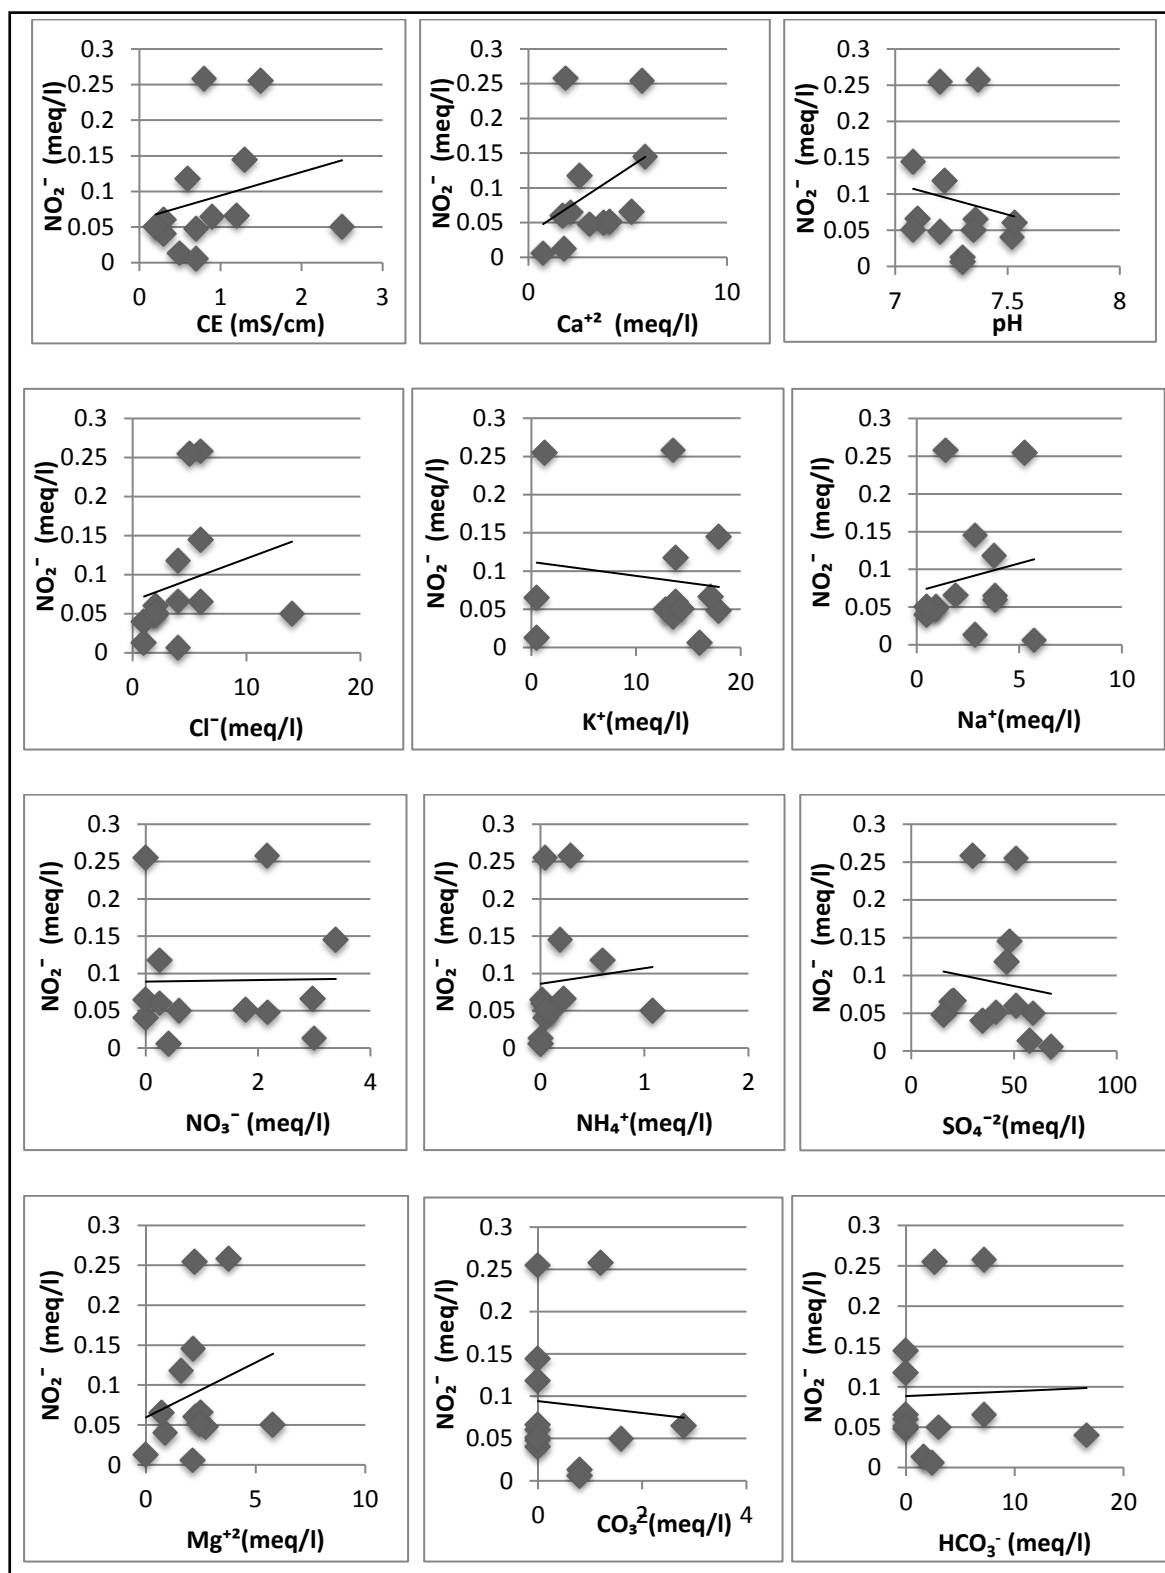 0.3
0.25
0.2
0.15
0.1
0.05
0
NO₂⁻ (meq/l)
0 1 2 3
CE (mS/cm)
0.3
0.25
0.2
0.15
0.1
0.05
0
NO₂⁻ (meq/l)
0 10
Ca⁺² (meq/l)
0.3
0.25
0.2
0.15
0.1
0.05
0
NO₂⁻ (meq/l)
7 7.5 8
pH
0.3
0.25
0.2
0.15
0.1
0.05
0
NO₂⁻ (meq/l)
0 10 20
Cl⁻(meq/l)
0.3
0.25
0.2
0.15
0.1
0.05
0
NO₂⁻ (meq/l)
0 10 20
K⁺(meq/l)
0.3
0.25
0.2
0.15
0.1
0.05
0
NO₂⁻ (meq/l)
0 5 10
Na⁺(meq/l)
0.3
0.25
0.2
0.15
0.1
0.05
0
NO₂⁻ (meq/l)
0 2 4
NO₃⁻ (meq/l)
0.3
0.25
0.2
0.15
0.1
0.05
0
NO₂⁻ (meq/l)
0 1 2
NH₄⁺(meq/l)
0.3
0.25
0.2
0.15
0.1
0.05
0
NO₂⁻ (meq/l)
0 50 100
SO₄⁻²(meq/l)
0.3
0.25
0.2
0.15
0.1
0.05
0
NO₂⁻ (meq/l)
0 5 10
Mg⁺²(meq/l)
0.3
0.25
0.2
0.15
0.1
0.05
0
NO₂⁻ (meq/l)
0 2 4
CO₃²⁻(meq/l)
0.3
0.25
0.2
0.15
0.1
0.05
0
NO₂⁻ (meq/l)
0 10 20
HCO₃⁻ (meq/l)